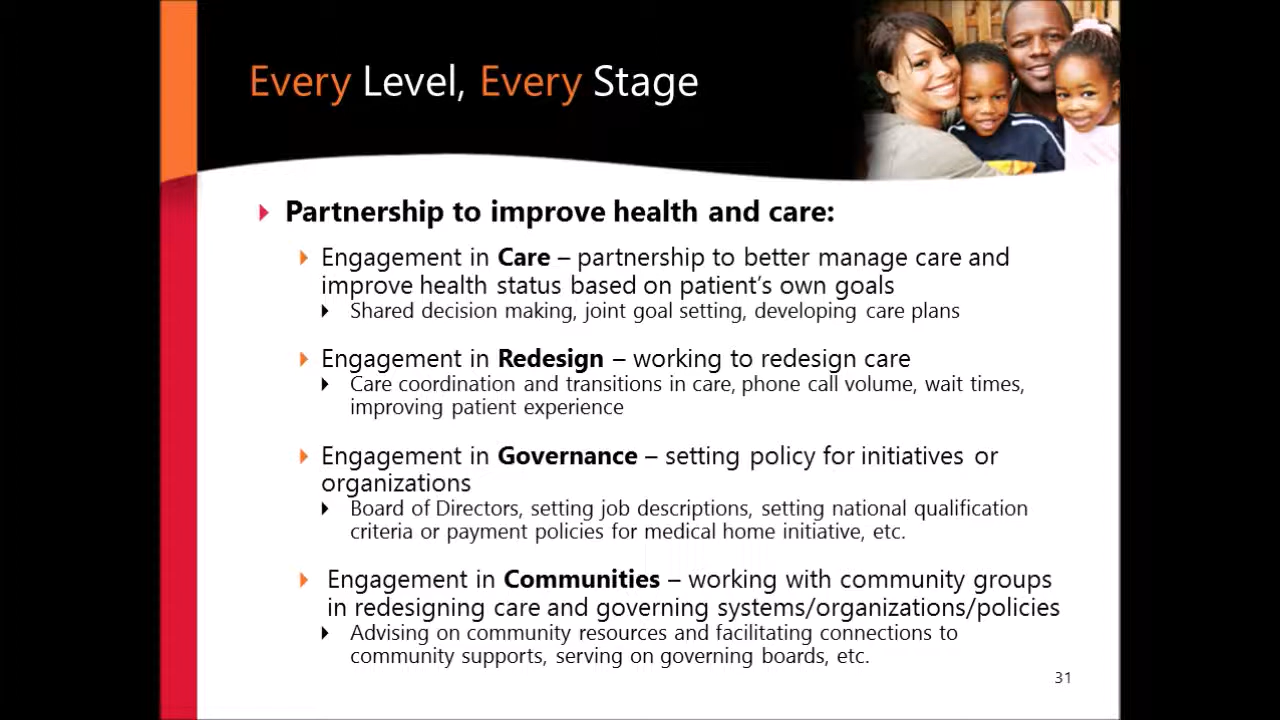 Every Level, Every Stage
Partnership to improve health and care:
Engagement in Care – partnership to better manage care and
improve health status based on patient's own goals
Shared decision making, joint goal setting, developing care plans
Engagement in Redesign – working to redesign care
Care coordination and transitions in care, phone call volume, wait times,
improving patient experience
Engagement in Governance – setting policy for initiatives or
organizations
Board of Directors, setting job descriptions, setting national qualification
criteria or payment policies for medical home initiative, etc.
Engagement in Communities – working with community groups
in redesigning care and governing systems/organizations/policies
Advising on community resources and facilitating connections to
community supports, serving on governing boards, etc.
31